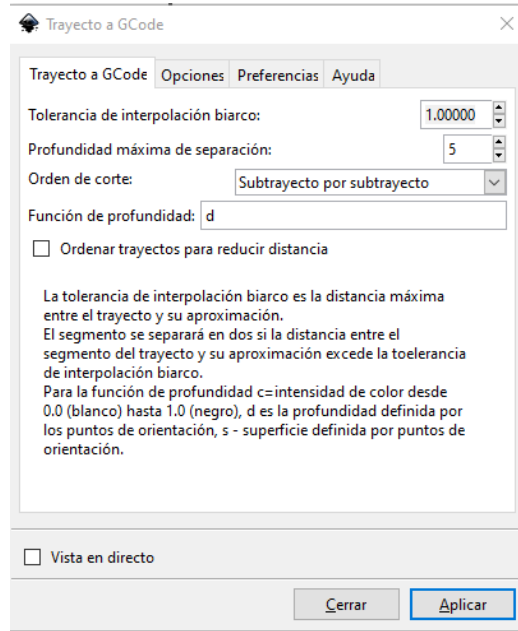 Trayecto a GCode
Trayecto a GCode Opciones Preferencias Ayuda
Tolerancia de interpolación biarco: 1.00000
Profundidad máxima de separación: 5
Orden de corte: Subtrayecto por subtrayecto
Función de profundidad: d
Ordenar trayectos para reducir distancia
La tolerancia de interpolación biarco es la distancia máxima
entre el trayecto y su aproximación.
El segmento se separará en dos si la distancia entre el
segmento del trayecto y su aproximación excede la toelerancia
de interpolación biarco.
Para la función de profundidad c=intensidad de color desde
0.0 (blanco) hasta 1.0 (negro), d es la profundidad definida por
los puntos de orientación, s - superficie definida por puntos de
orientación.
Vista en directo
Cerrar Aplicar